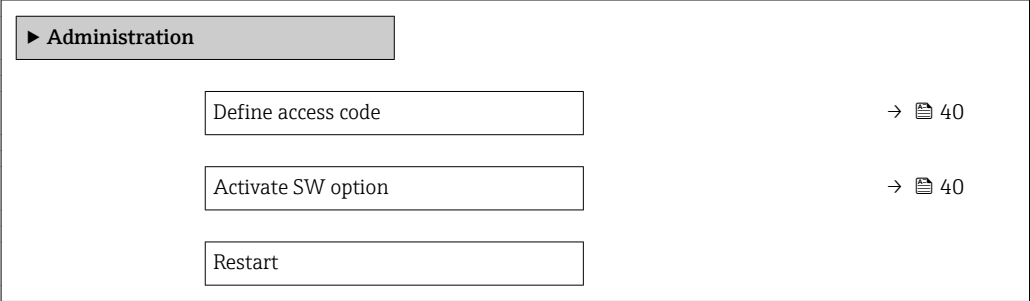 ▶ Administration
Define access code → 🖹 40
Activate SW option → 🖹 40
Restart